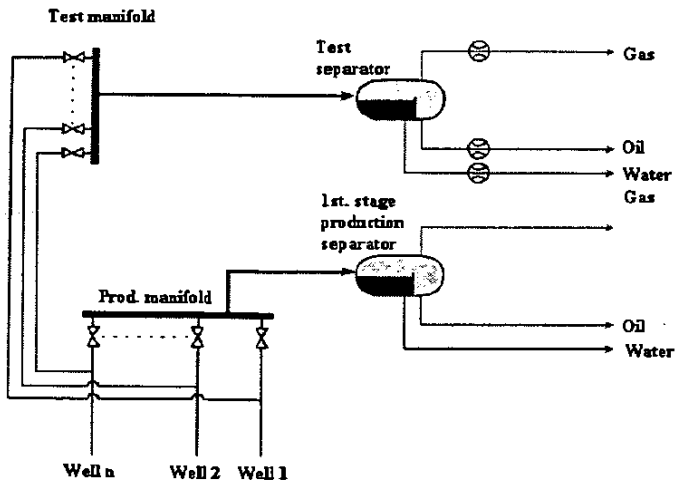 Test manifold
Test
separator
Gas
Oil
Water
Gas
1st. stage
production
separator
Prod. manifold
Oil
Water
Well n
Well 2
Well 1